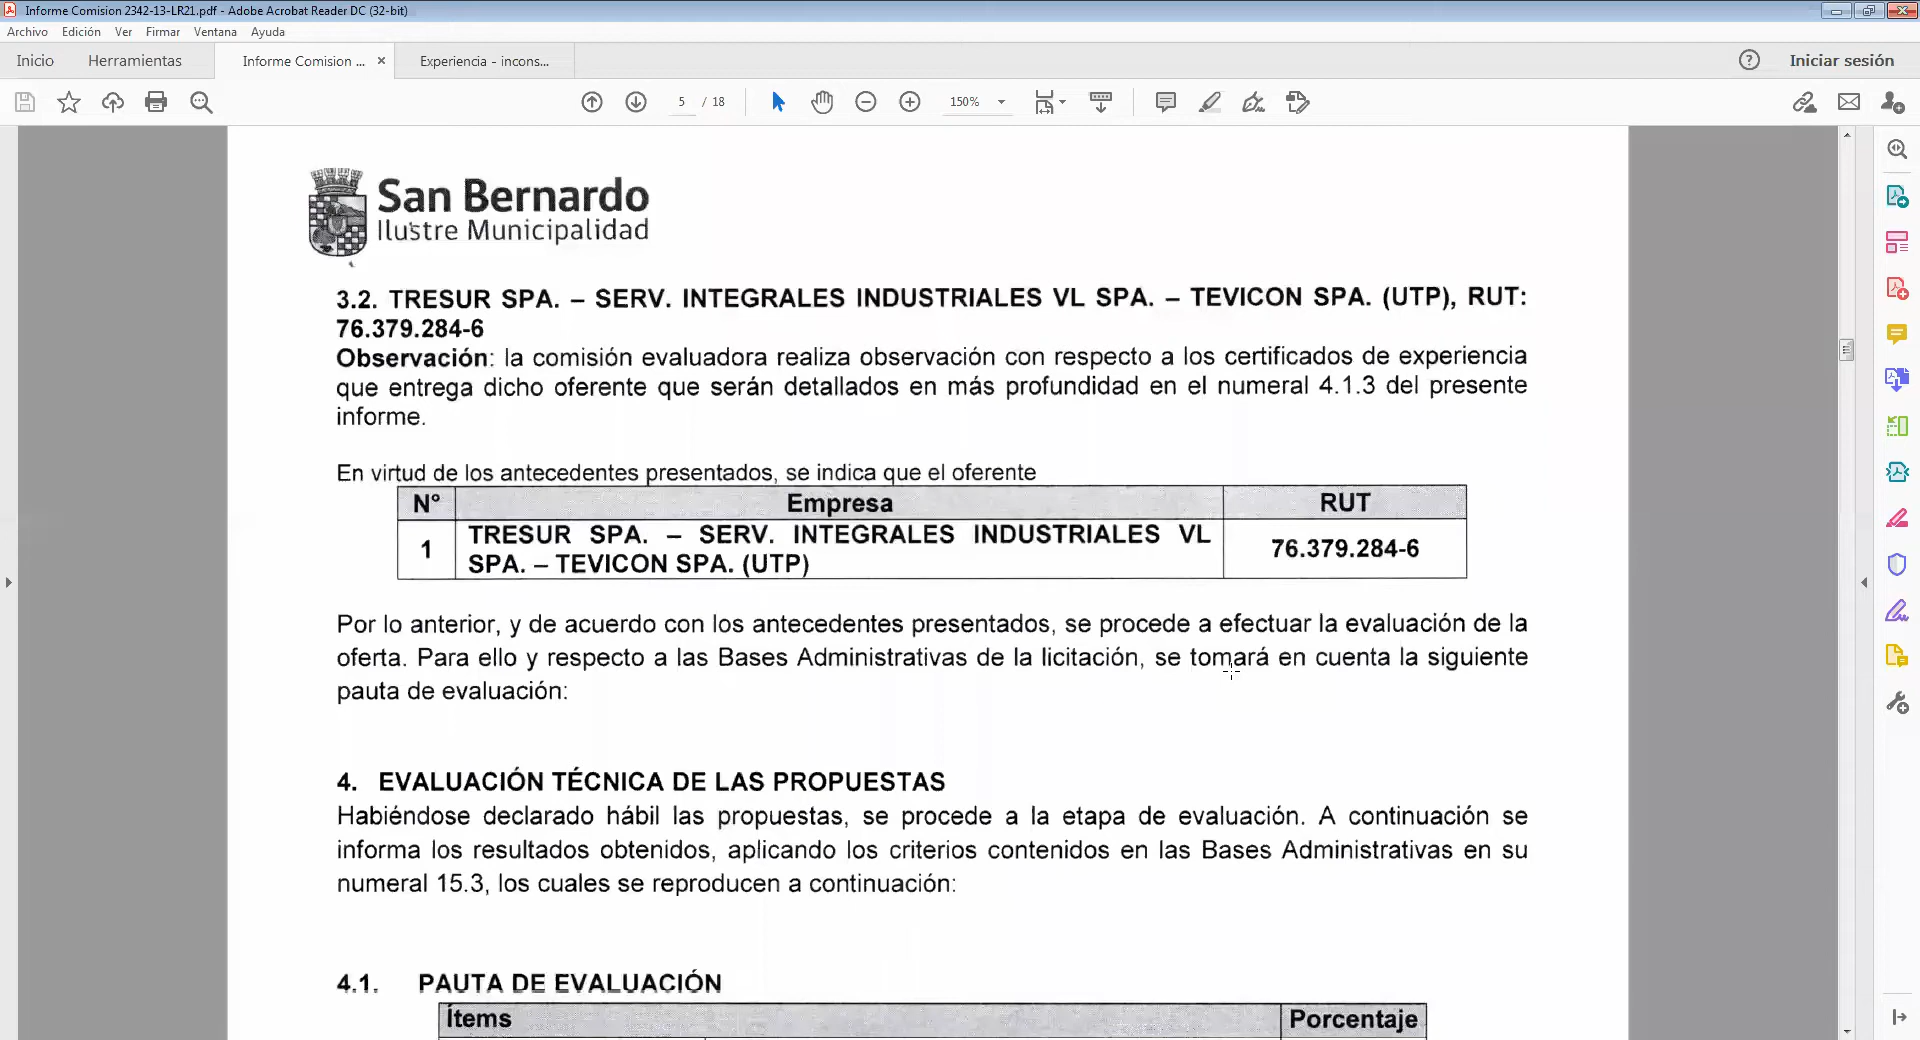 Informe Comision 2342-13-LR21.pdf - Adobe Acrobat Reader DC (32-bit)
Archivo Edición Ver Firmar Ventana Ayuda
Inicio Herramientas Informe Comision ... × Experiencia - incons... Iniciar sesión
5 / 18 150%
San Bernardo
Ilustre Municipalidad
3.2. TRESUR SPA. – SERV. INTEGRALES INDUSTRIALES VL SPA. – TEVICON SPA. (UTP), RUT:
76.379.284-6
Observación: la comisión evaluadora realiza observación con respecto a los certificados de experiencia
que entrega dicho oferente que serán detallados en más profundidad en el numeral 4.1.3 del presente
informe.
En virtud de los antecedentes presentados, se indica que el oferente
N° Empresa RUT
1 TRESUR SPA. – SERV. INTEGRALES INDUSTRIALES VL
SPA. – TEVICON SPA. (UTP) 76.379.284-6
Por lo anterior, y de acuerdo con los antecedentes presentados, se procede a efectuar la evaluación de la
oferta. Para ello y respecto a las Bases Administrativas de la licitación, se tomará en cuenta la siguiente
pauta de evaluación:
4. EVALUACIÓN TÉCNICA DE LAS PROPUESTAS
Habiéndose declarado hábil las propuestas, se procede a la etapa de evaluación. A continuación se
informa los resultados obtenidos, aplicando los criterios contenidos en las Bases Administrativas en su
numeral 15.3, los cuales se reproducen a continuación:
4.1. PAUTA DE EVALUACIÓN
Ítems Porcentaje